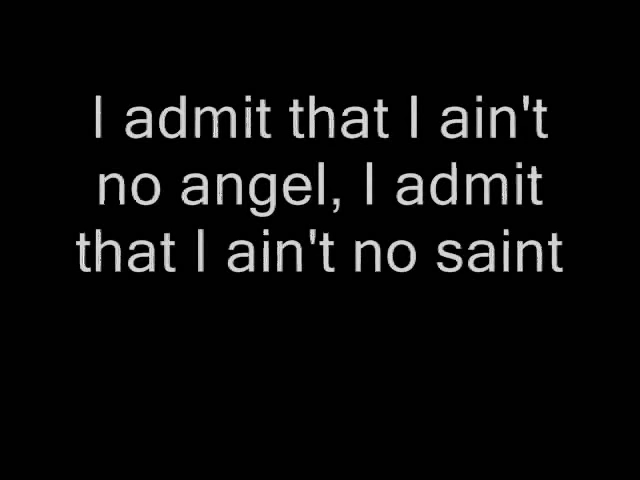 I admit that I ain't
no angel, I admit
that I ain't no saint